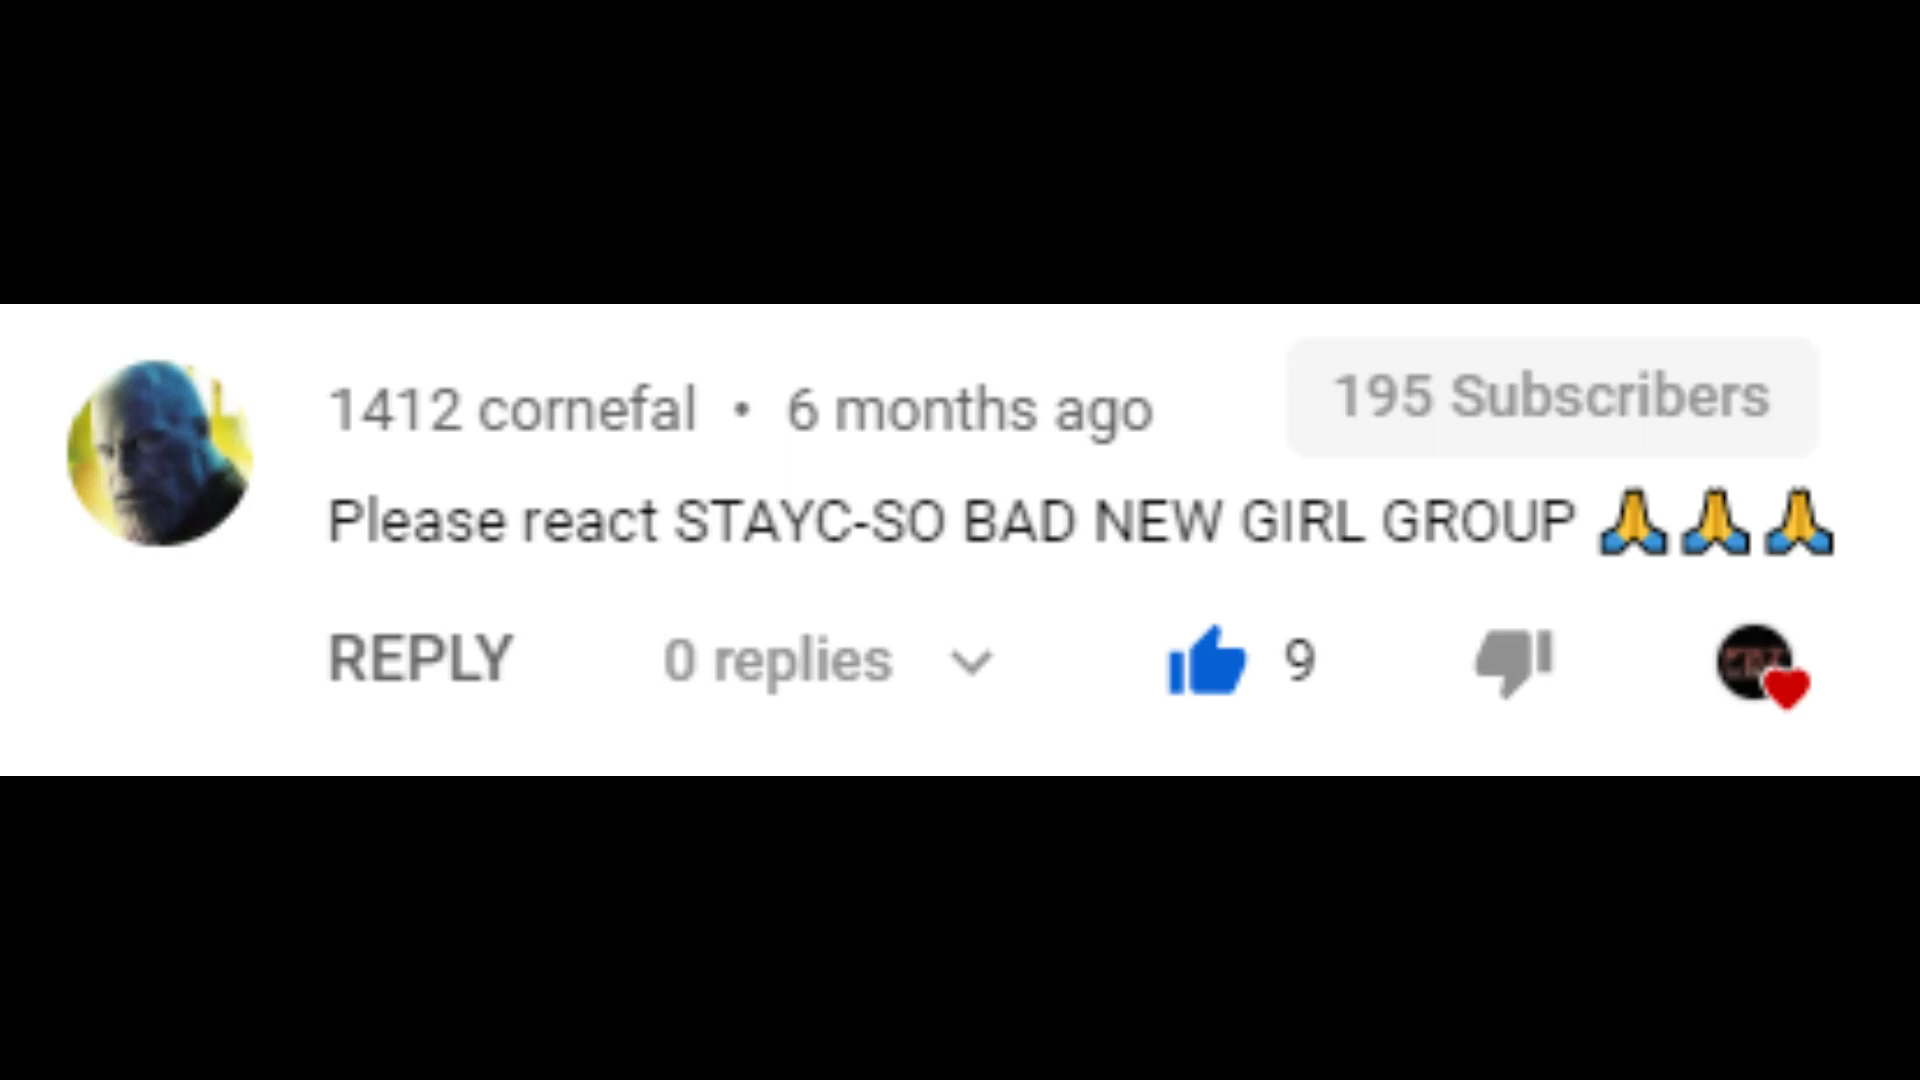 1412 cornefal • 6 months ago 195 Subscribers
Please react STAYC-SO BAD NEW GIRL GROUP 🙏🙏🙏
REPLY 0 replies 9